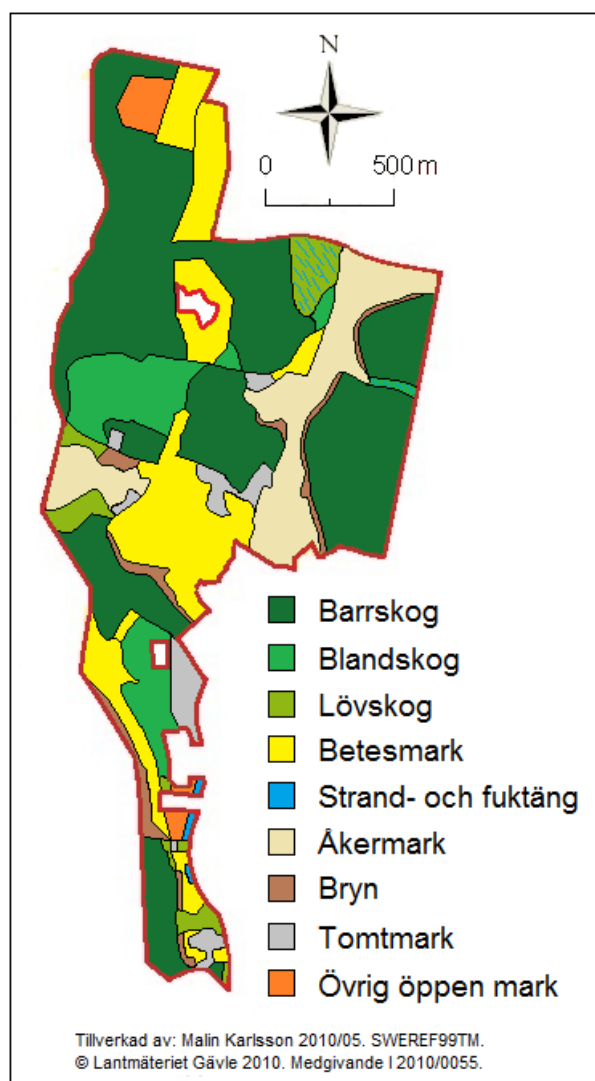 N
0 500 m
Barrskog
Blandskog
Lövskog
Betesmark
Strand- och fuktäng
Åkermark
Bryn
Tomtmark
Övrig öppen mark
Tillverkad av: Malin Karlsson 2010/05. SWEREF99TM.
© Lantmäteriet Gävle 2010. Medgivande I 2010/0055.